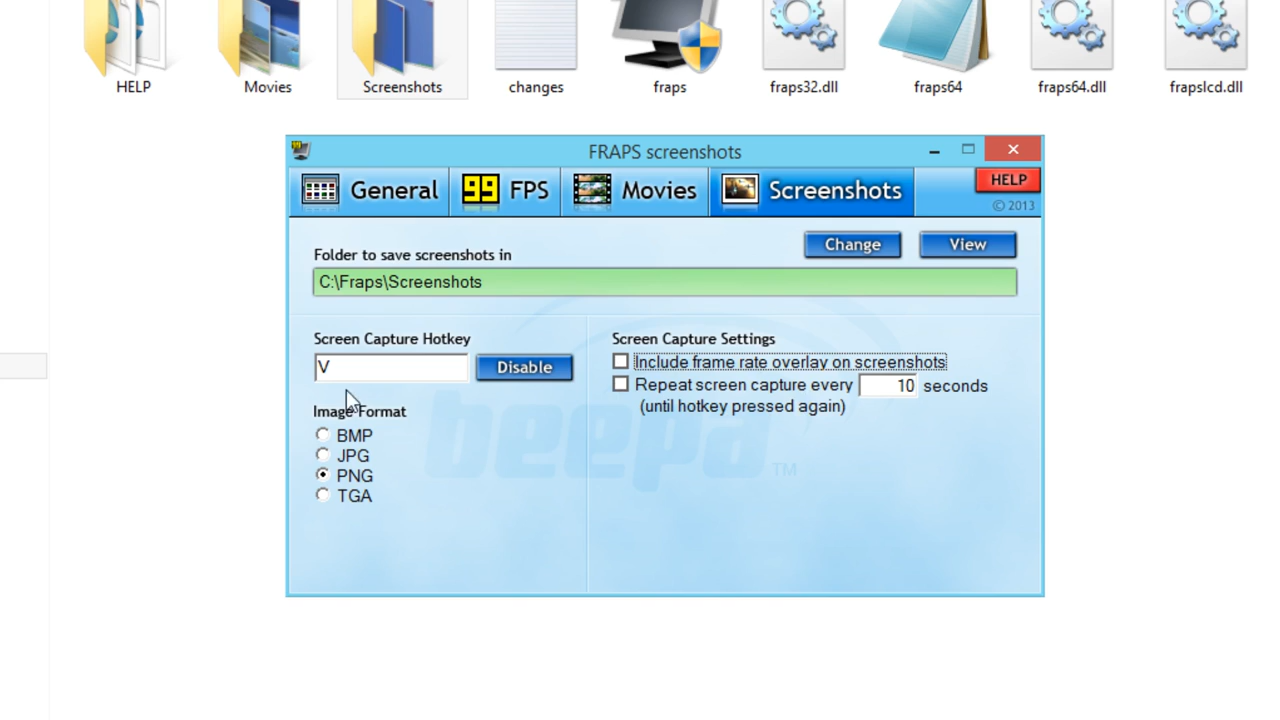 HELP Movies Screenshots changes fraps fraps32.dll fraps64 fraps64.dll frapslcd.dll
FRAPS screenshots
General 99 FPS Movies Screenshots HELP
© 2013
Folder to save screenshots in Change View
C:\Fraps\Screenshots
Screen Capture Hotkey
V Disable
Image Format
BMP
JPG
PNG
TGA
Screen Capture Settings
Include frame rate overlay on screenshots
Repeat screen capture every 10 seconds
(until hotkey pressed again)
beepa™